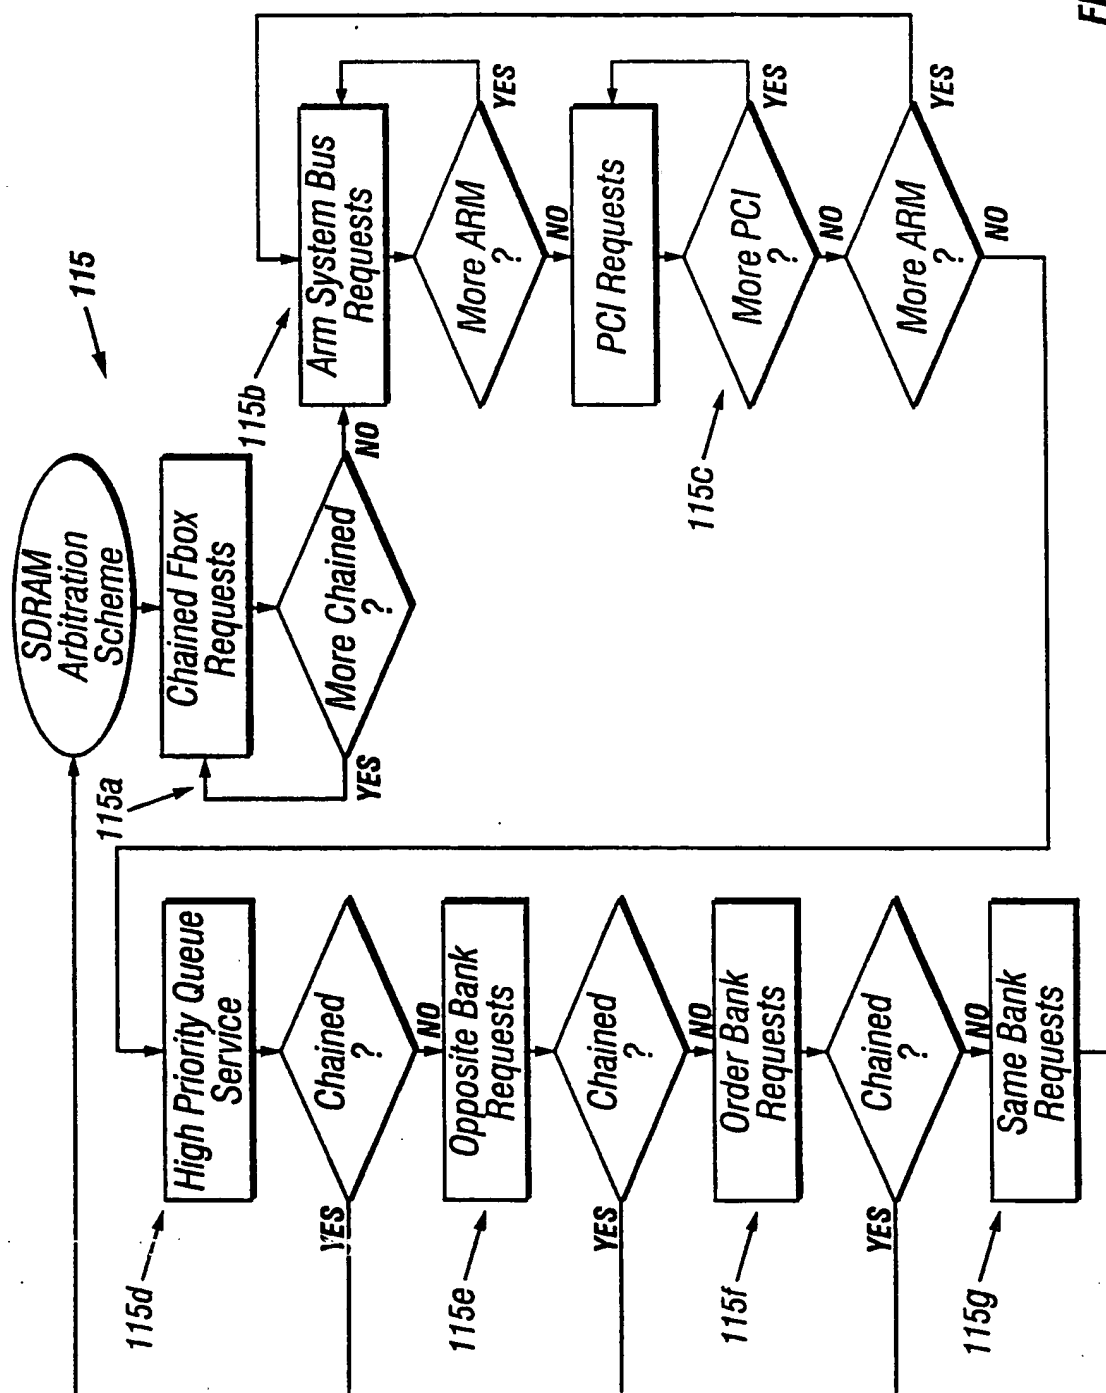 115
SDRAM
Arbitration
Scheme
115a
Chained Fbox
Requests
More Chained
?
YES
NO
115b
Arm System Bus
Requests
More ARM
?
YES
NO
PCI Requests
115c
More PCI
?
YES
NO
More ARM
?
YES
NO
115d
High Priority Queue
Service
Chained
?
YES
NO
115e
Opposite Bank
Requests
Chained
?
YES
NO
115f
Order Bank
Requests
Chained
?
YES
NO
115g
Same Bank
Requests